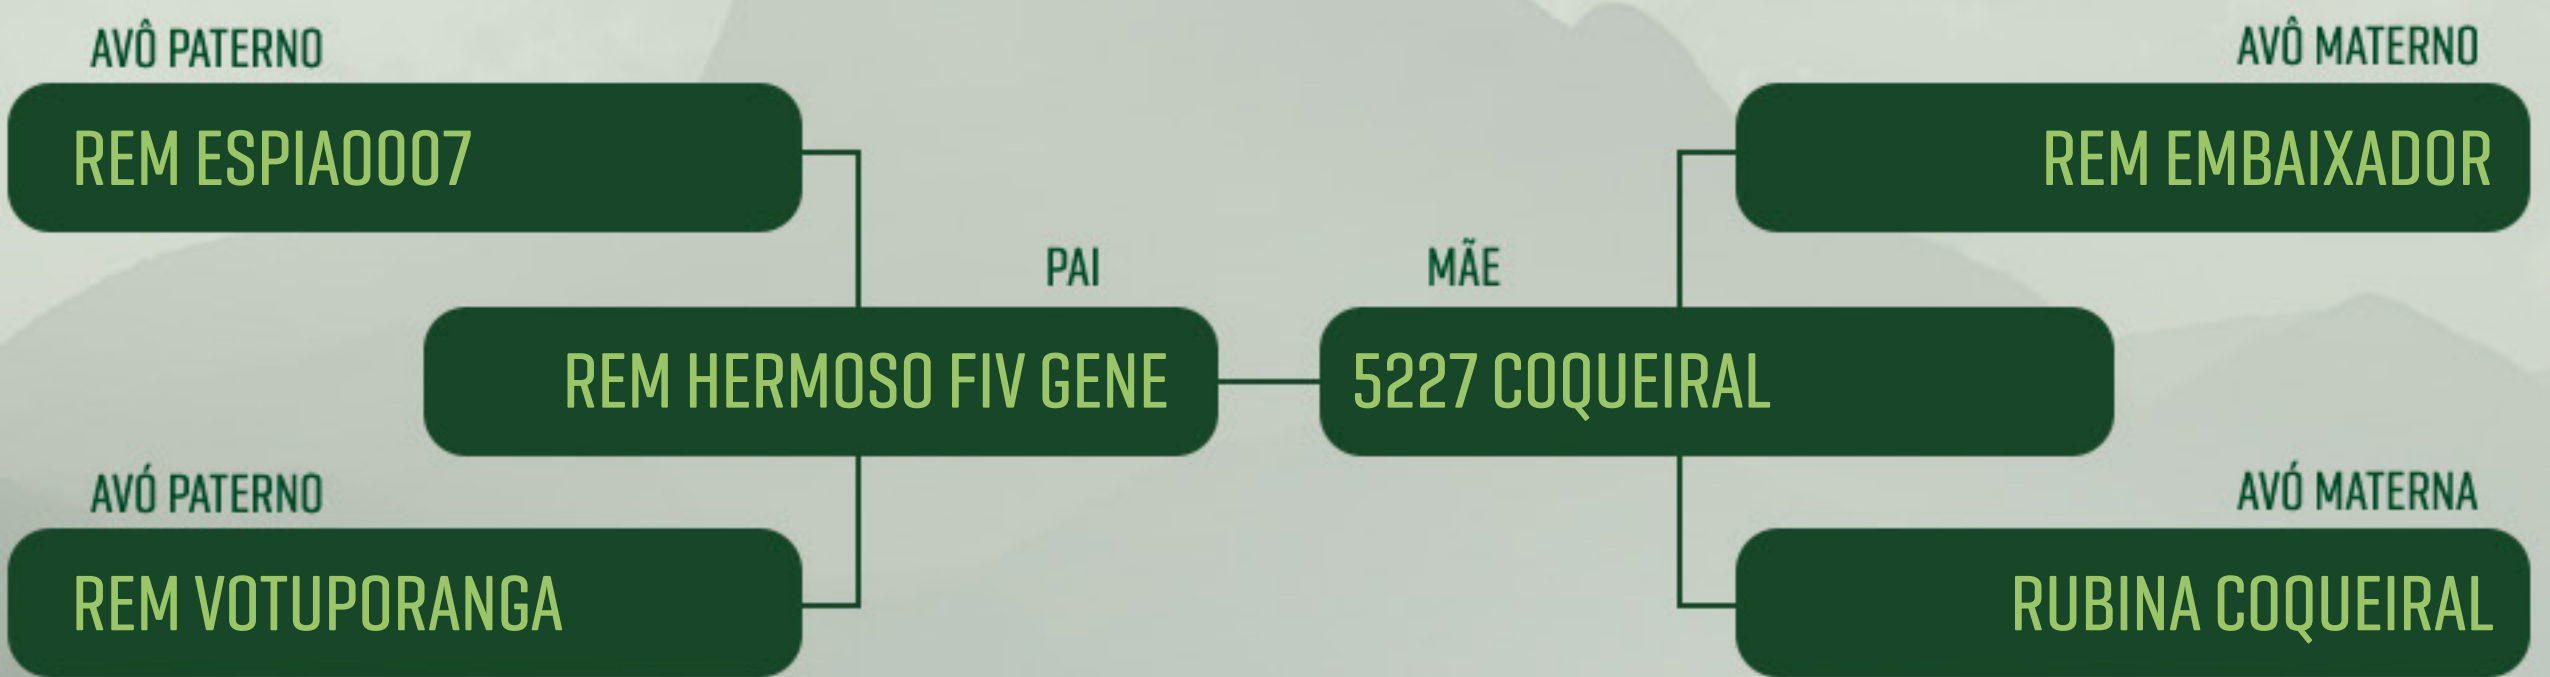 AVÔ PATERNO
REM ESPIA0007
AVÔ MATERNO
REM EMBAIXADOR
PAI
REM HERMOSO FIV GENE
MÃE
5227 COQUEIRAL
AVÓ PATERNO
REM VOTUPORANGA
AVÓ MATERNA
RUBINA COQUEIRAL